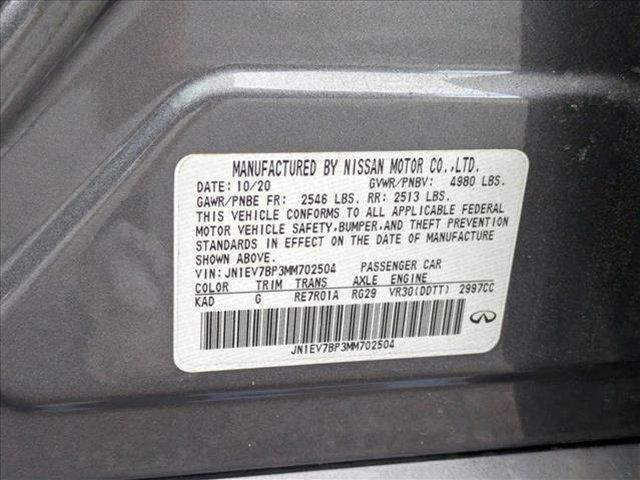 MANUFACTURED BY NISSAN MOTOR CO.,LTD.
DATE: 10/20 GVWR/PNBV: 4980 LBS.
GAWR/PNBE FR: 2546 LBS. RR: 2513 LBS.
THIS VEHICLE CONFORMS TO ALL APPLICABLE FEDERAL
MOTOR VEHICLE SAFETY,BUMPER,AND THEFT PREVENTION
STANDARDS IN EFFECT ON THE DATE OF MANUFACTURE
SHOWN ABOVE.
VIN: JN1EV7BP3MM702504 PASSENGER CAR
COLOR TRIM TRANS AXLE ENGINE
KAD G RE7R01A RG29 VR30(DDTT) 2997CC
JN1EV7BP3MM702504